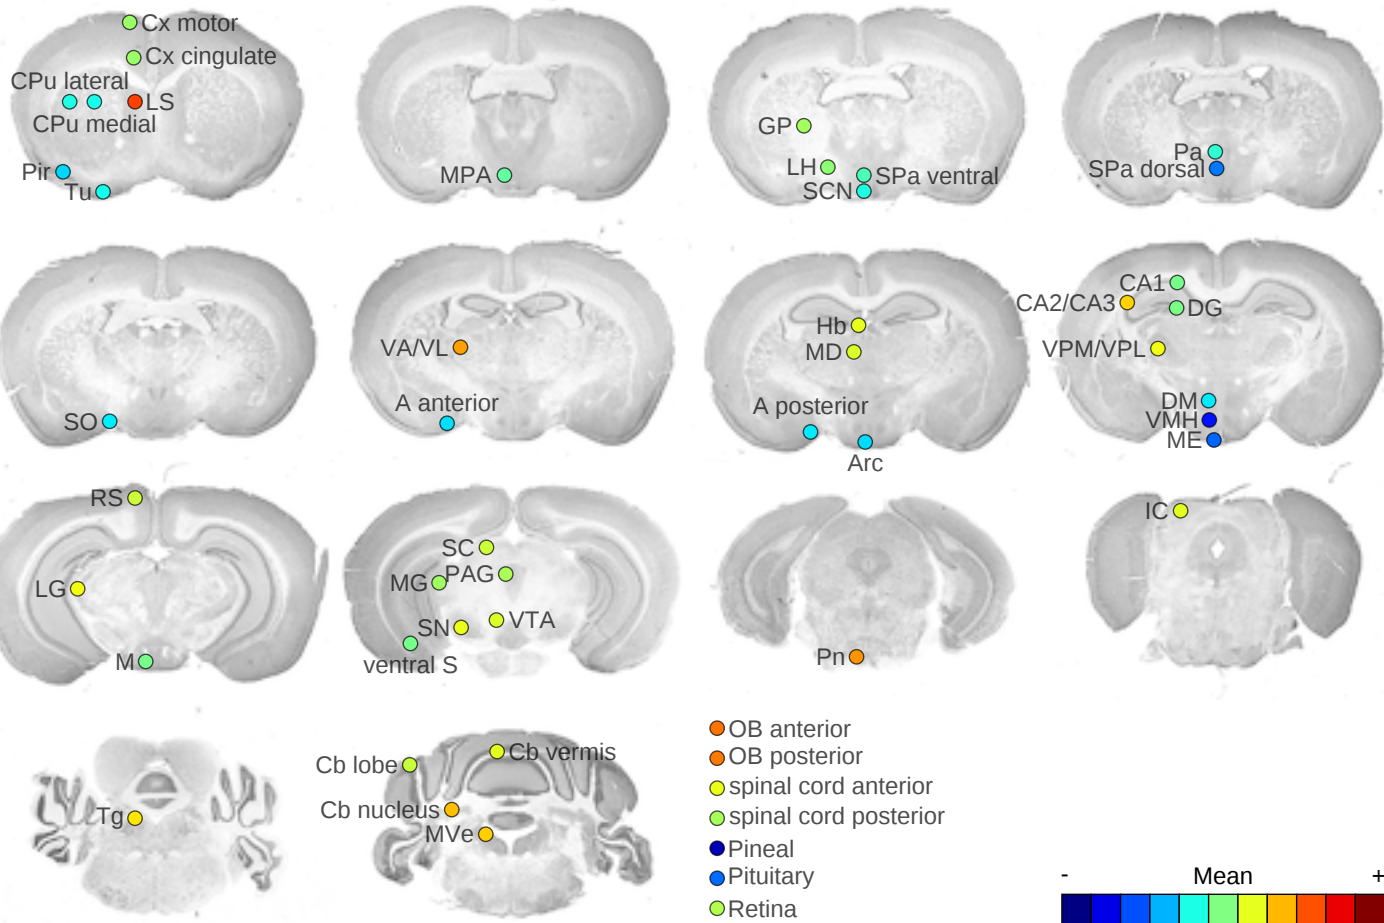 Cx motor
Cx cingulate
CPu lateral
LS
CPu medial
Pir
Tu
MPA
GP
LH
SPa ventral
SCN
Pa
SPa dorsal
SO
VA/VL
A anterior
Hb
MD
A posterior
Arc
CA1
CA2/CA3
DG
VPM/VPL
DM
VMH
ME
RS
LG
M
SC
MG
PAG
SN
VTA
ventral S
Pn
IC
Tg
Cb lobe
Cb vermis
Cb nucleus
MVe
OB anterior
OB posterior
spinal cord anterior
spinal cord posterior
Pineal
Pituitary
Retina
- Mean +